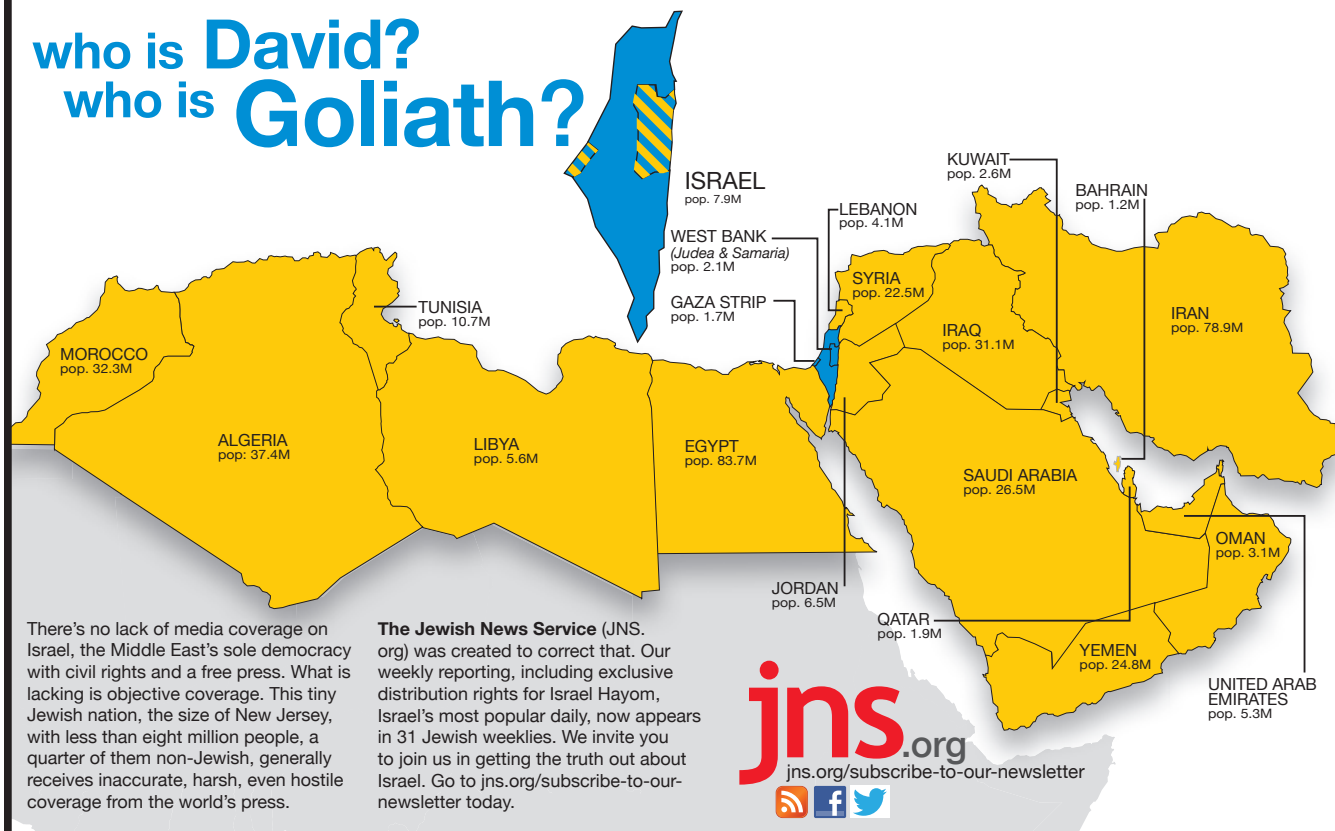 who is David?
who is Goliath?
ISRAEL
pop. 7.9M
KUWAIT
pop. 2.6M
BAHRAIN
pop. 1.2M
LEBANON
pop. 4.1M
WEST BANK
(Judea & Samaria)
pop. 2.1M
GAZA STRIP
pop. 1.7M
SYRIA
pop. 22.5M
TUNISIA
pop. 10.7M
IRAQ
pop. 31.1M
IRAN
pop. 78.9M
MOROCCO
pop. 32.3M
ALGERIA
pop: 37.4M
LIBYA
pop. 5.6M
EGYPT
pop. 83.7M
SAUDI ARABIA
pop. 26.5M
OMAN
pop. 3.1M
JORDAN
pop. 6.5M
QATAR
pop. 1.9M
YEMEN
pop. 24.8M
UNITED ARAB
EMIRATES
pop. 5.3M
There's no lack of media coverage on
Israel, the Middle East's sole democracy
with civil rights and a free press. What is
lacking is objective coverage. This tiny
Jewish nation, the size of New Jersey,
with less than eight million people, a
quarter of them non-Jewish, generally
receives inaccurate, harsh, even hostile
coverage from the world's press.
The Jewish News Service (JNS.
org) was created to correct that. Our
weekly reporting, including exclusive
distribution rights for Israel Hayom,
Israel's most popular daily, now appears
in 31 Jewish weeklies. We invite you
to join us in getting the truth out about
Israel. Go to jns.org/subscribe-to-our-
newsletter today.
jns.org
jns.org/subscribe-to-our-newsletter